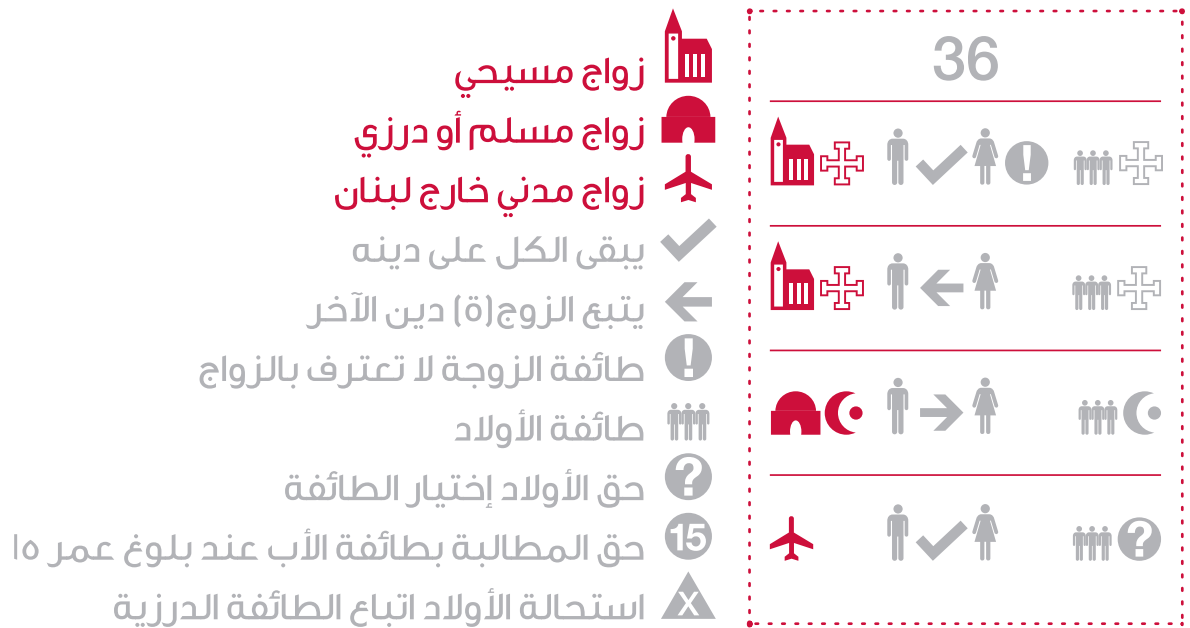 زواج مسيحي
زواج مسلم أو درزي
زواج مدني خارج لبنان
يبقى الكل على دينه
يتبع الزوج(ة) دين الآخر
! طائفة الزوجة لا تعترف بالزواج
طائفة الأولاد
? حق الأولاد إختيار الطائفة
15 حق المطالبة بطائفة الأب عند بلوغ عمر ١٥
X استحالة الأولاد اتباع الطائفة الدرزية
36
!
?